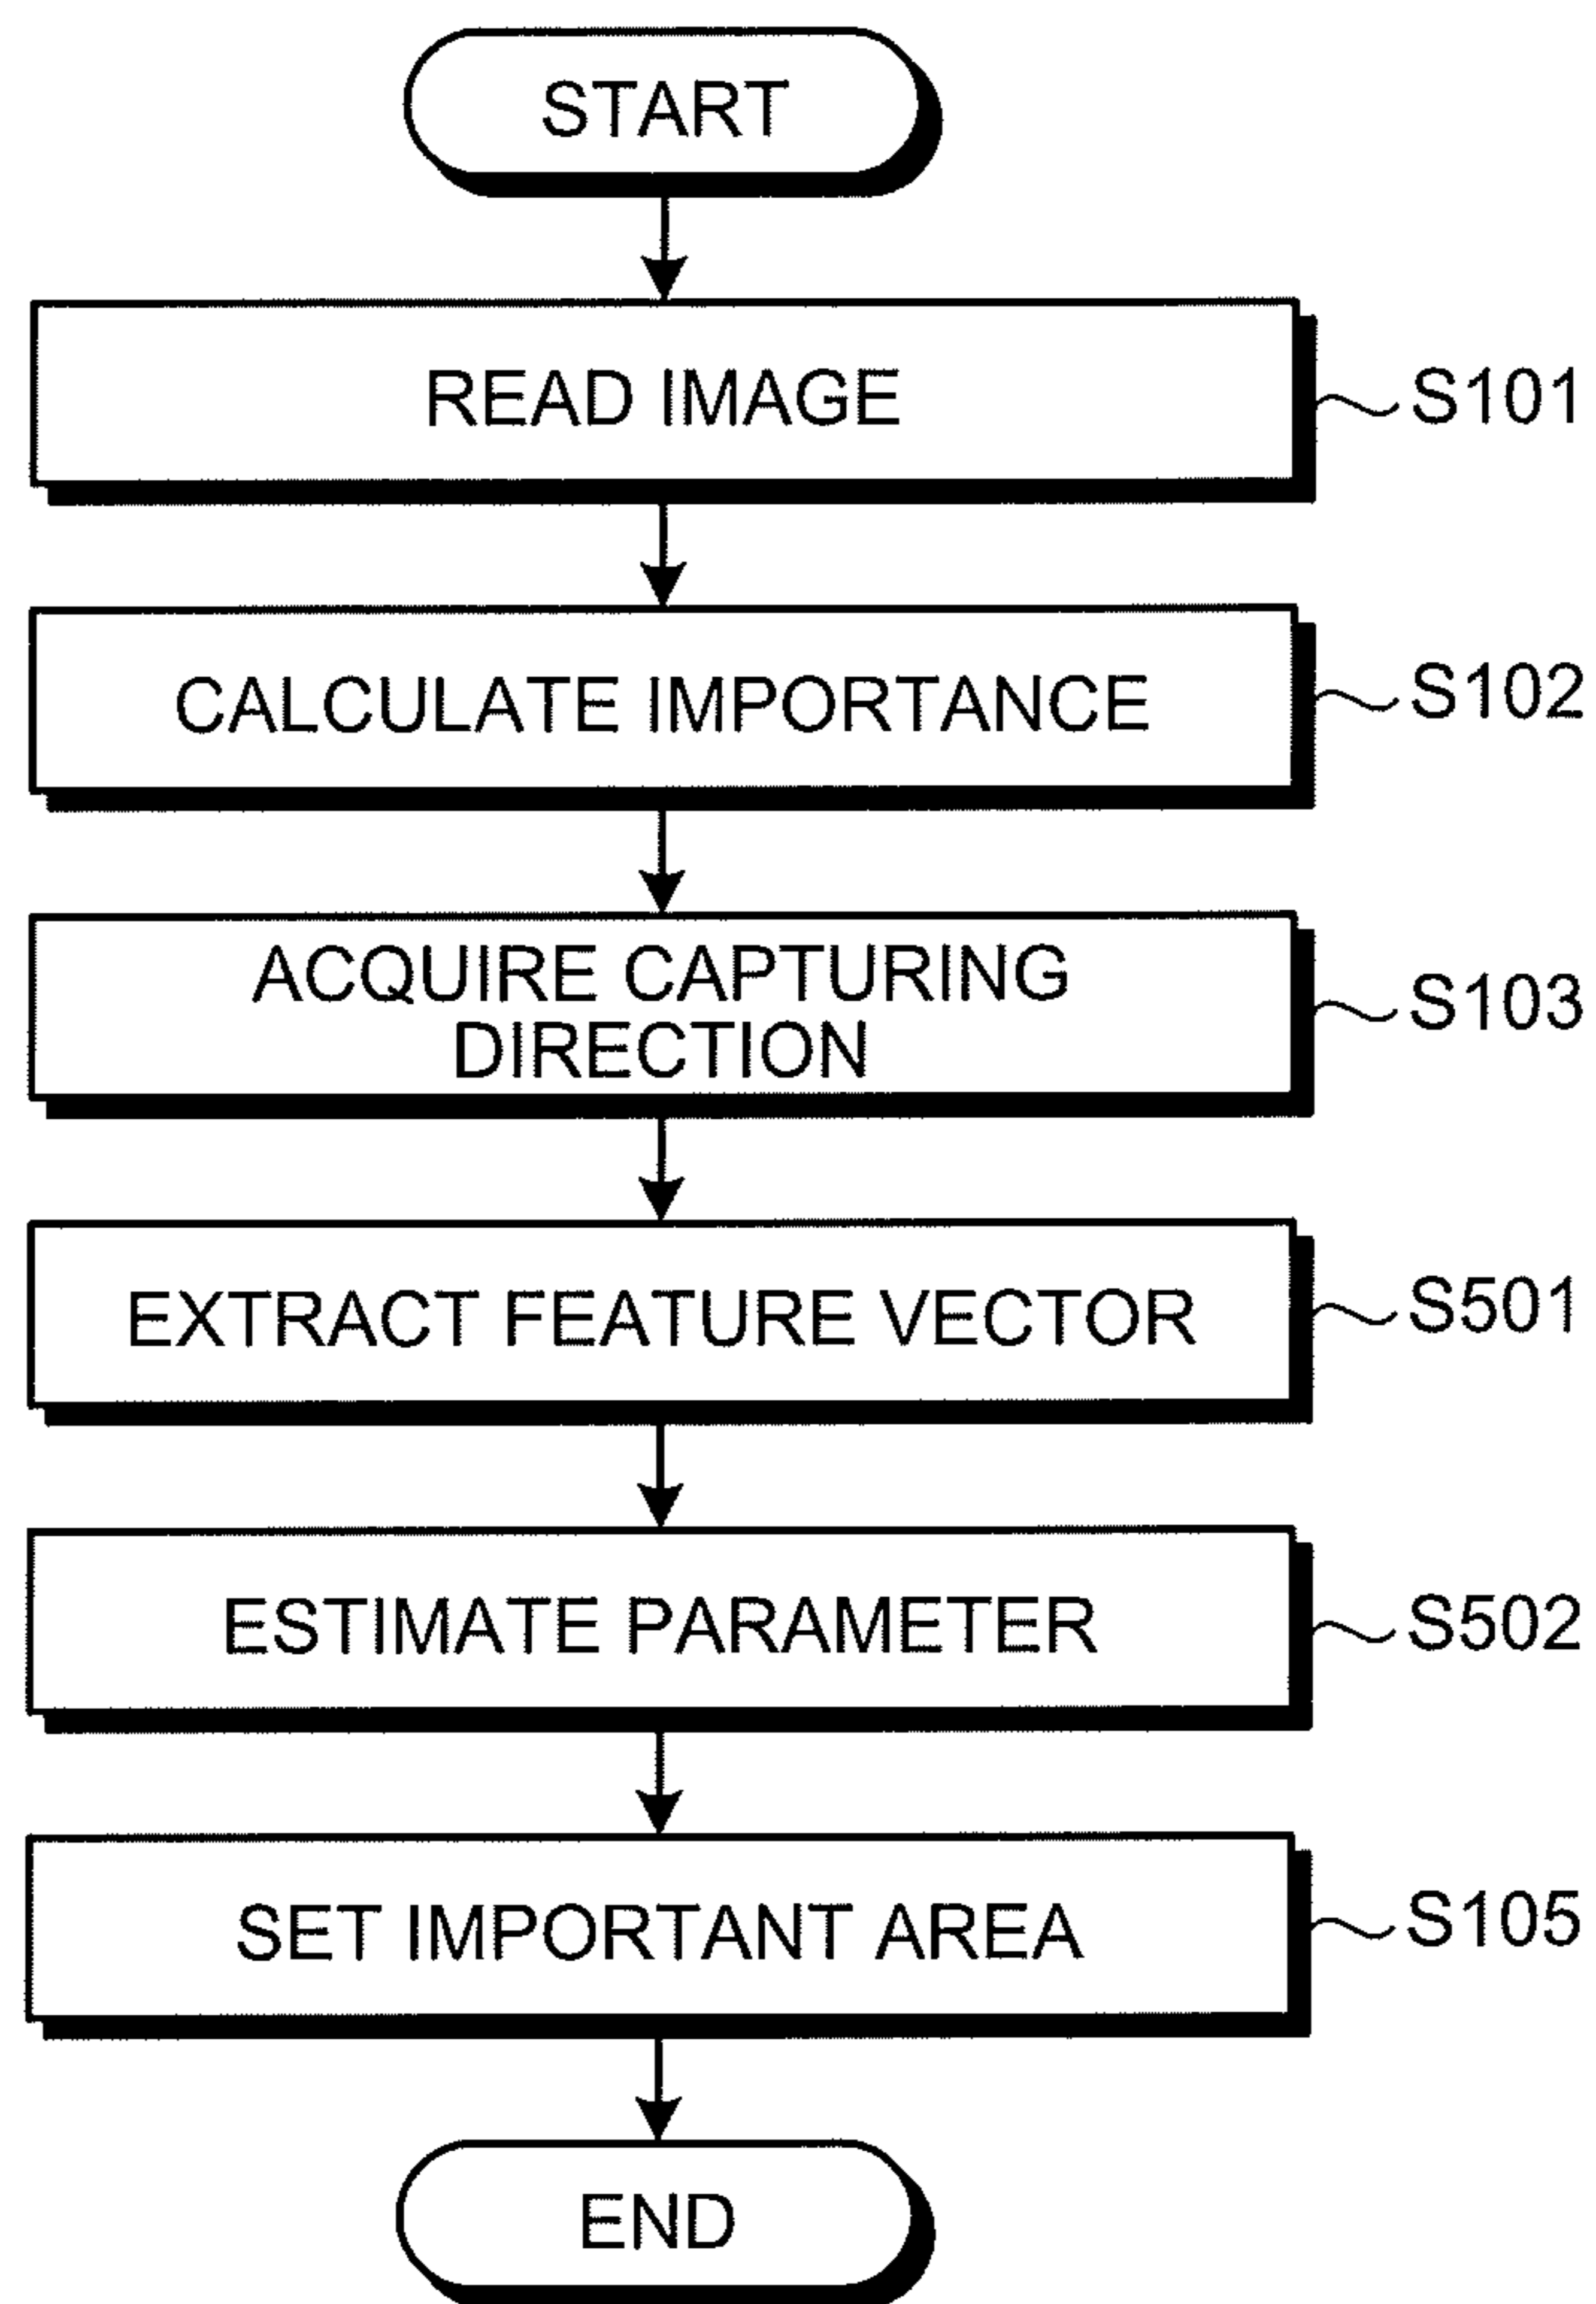 START
READ IMAGE
S101
CALCULATE IMPORTANCE
S102
ACQUIRE CAPTURING
DIRECTION
S103
EXTRACT FEATURE VECTOR
S501
ESTIMATE PARAMETER
S502
SET IMPORTANT AREA
S105
END